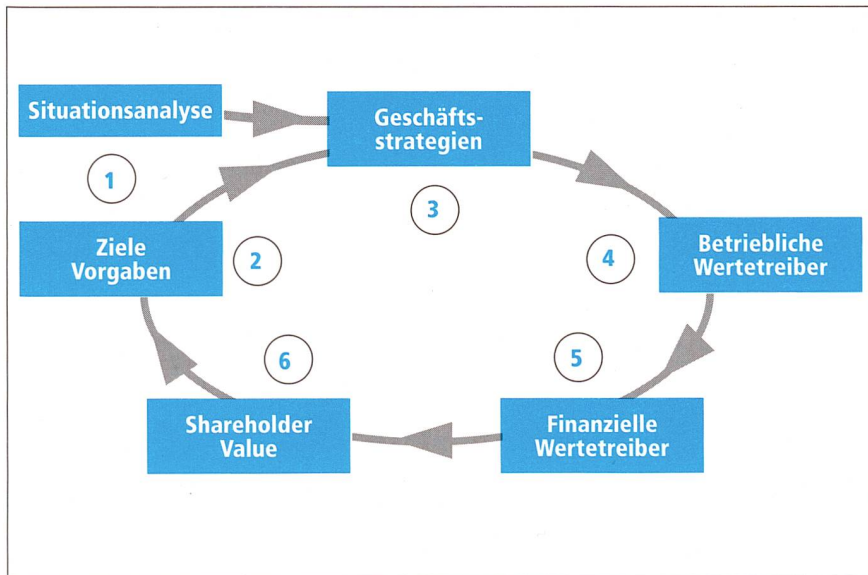 Situationsanalyse
1
Ziele
Vorgaben
2
Geschäfts-
strategien
3
Betriebliche
Wertetreiber
4
Finanzielle
Wertetreiber
5
Shareholder
Value
6